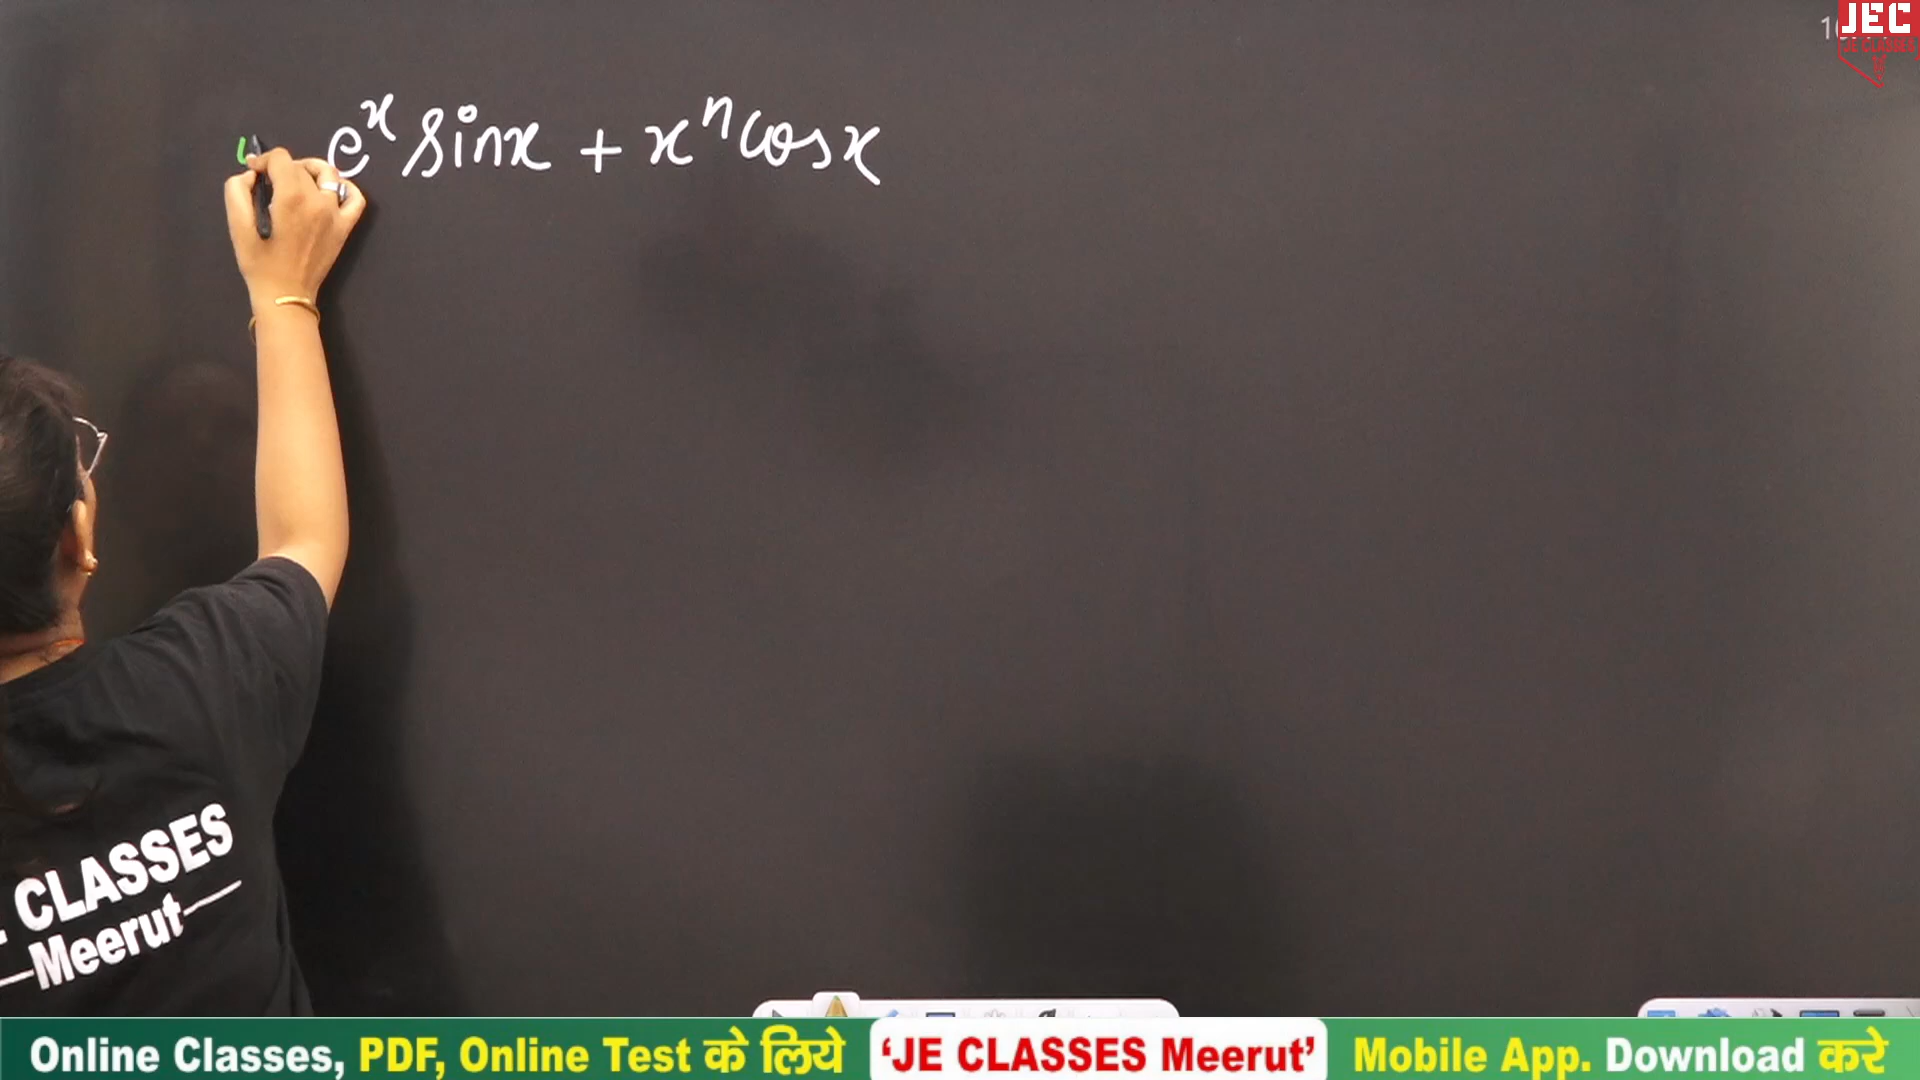 JEC
JE CLASSES
e^x sinx + x^n cosx
CLASSES
Meerut
Online Classes, PDF, Online Test के लिये 'JE CLASSES Meerut' Mobile App. Download करे